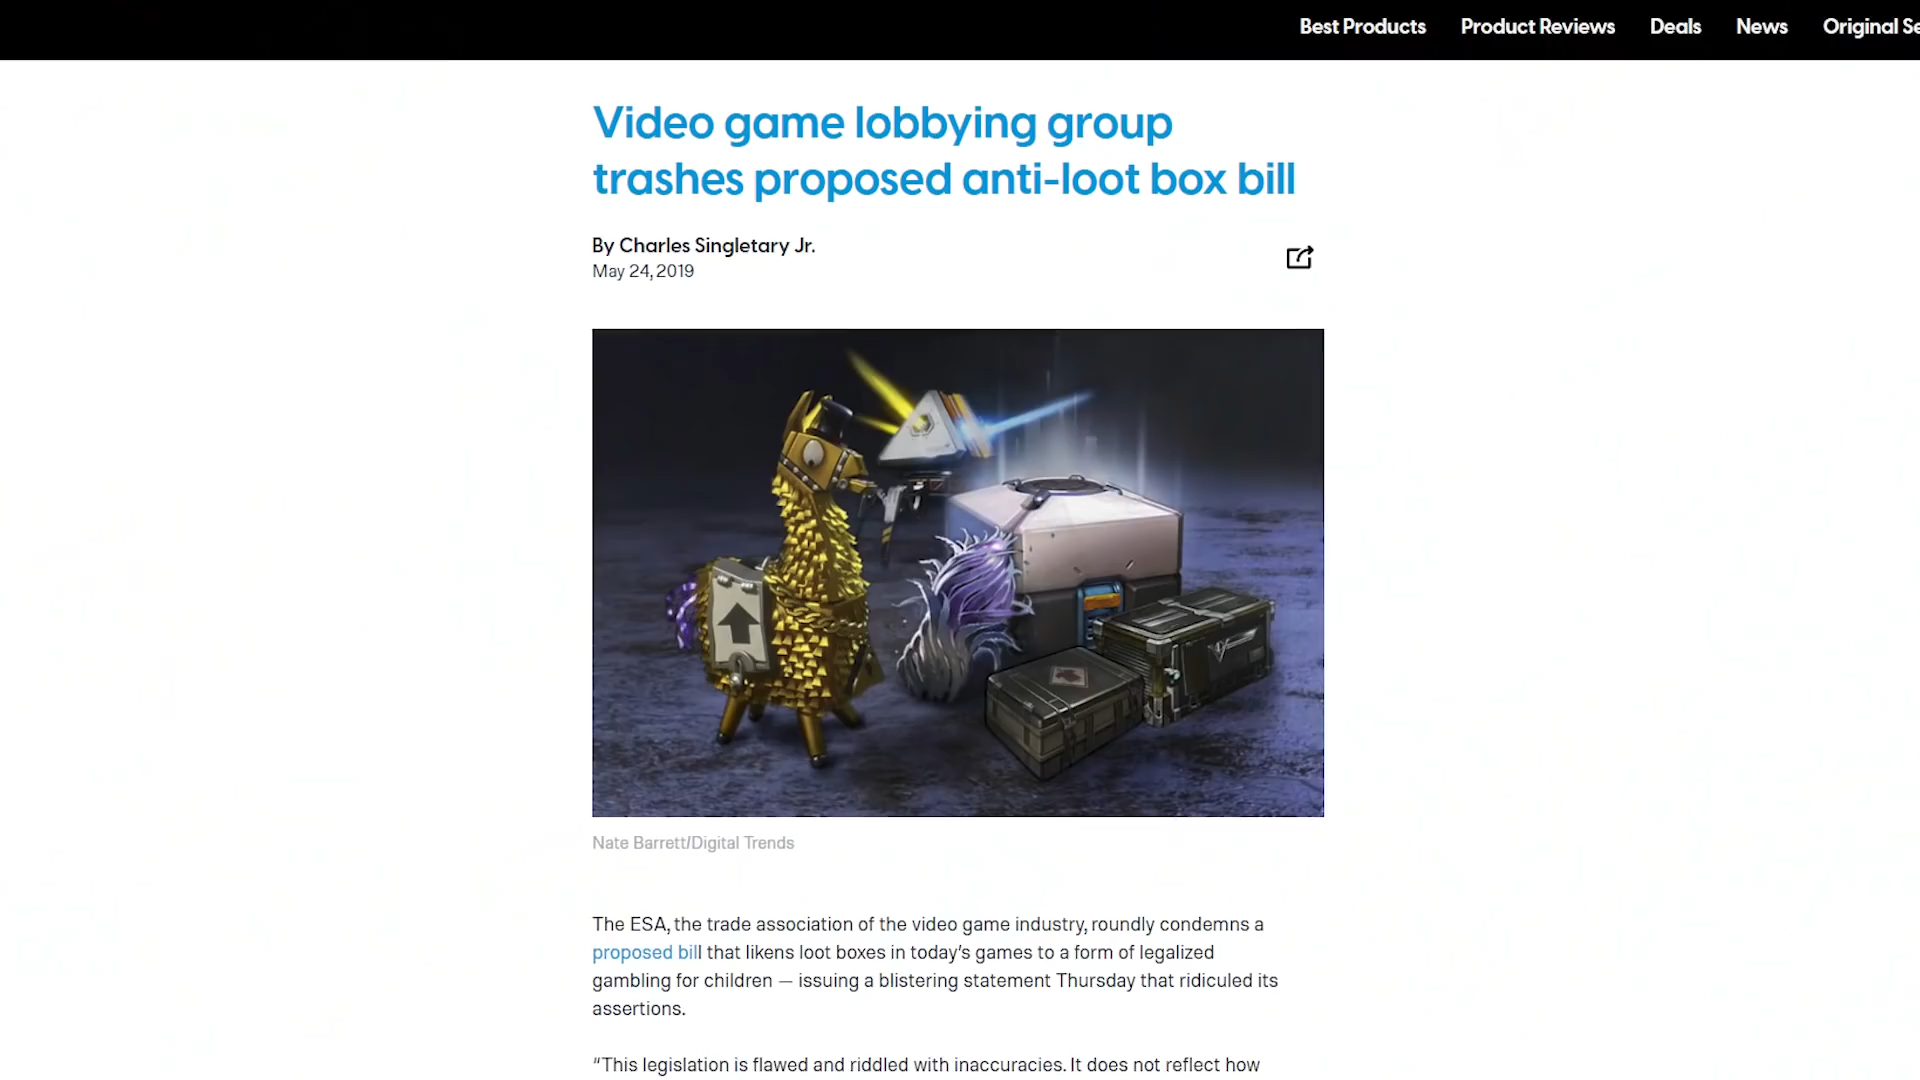 Best Products Product Reviews Deals News Original Se
Video game lobbying group
trashes proposed anti-loot box bill
By Charles Singletary Jr.
May 24, 2019
Nate Barrett/Digital Trends
The ESA, the trade association of the video game industry, roundly condemns a
proposed bill that likens loot boxes in today's games to a form of legalized
gambling for children — issuing a blistering statement Thursday that ridiculed its
assertions.
“This legislation is flawed and riddled with inaccuracies. It does not reflect how